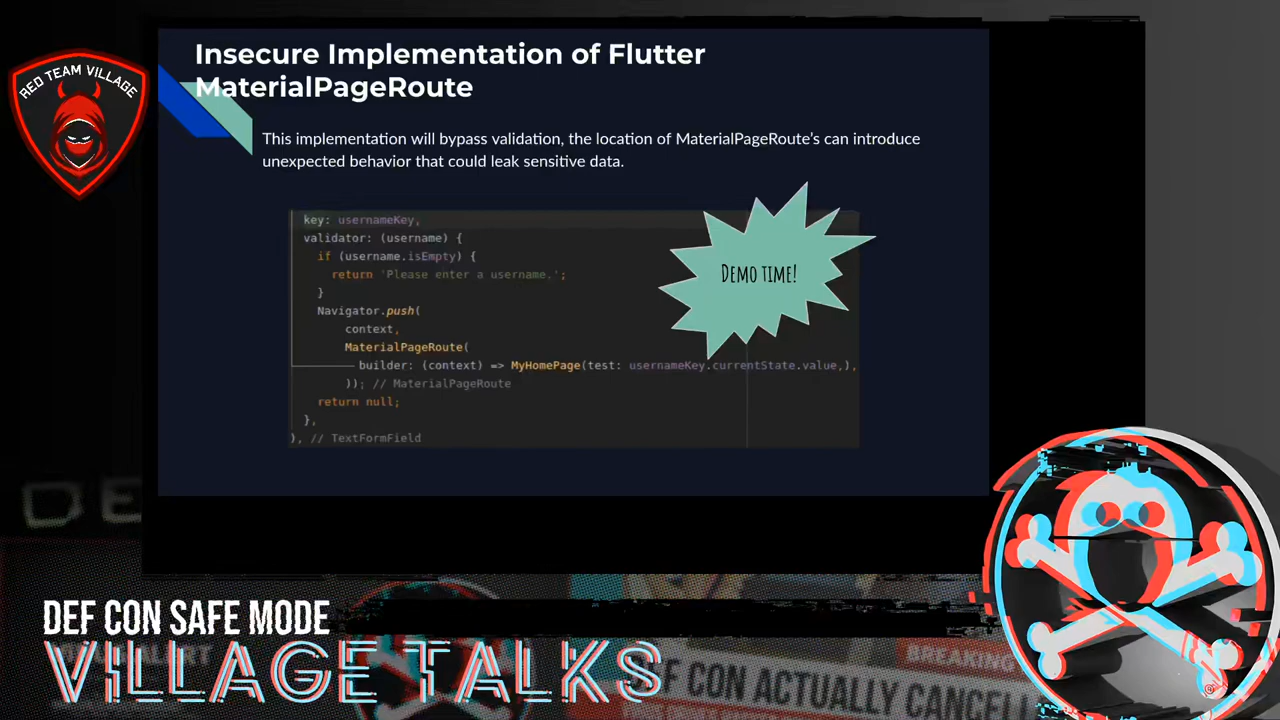 RED TEAM VILLAGE
Insecure Implementation of Flutter
MaterialPageRoute
This implementation will bypass validation, the location of MaterialPageRoute's can introduce
unexpected behavior that could leak sensitive data.
key: usernameKey,
validator: (username) {
if (username.isEmpty) {
return 'Please enter a username.';
}
Navigator.push(
context,
MaterialPageRoute(
builder: (context) => MyHomePage(test: usernameKey.currentState.value,),
)); // MaterialPageRoute
return null;
},
), // TextFormField
Demo time!
DE
DEF CON SAFE MODE
VILLAGE TALKS
BREAKING
DEF CON ACTUALLY CANCELL